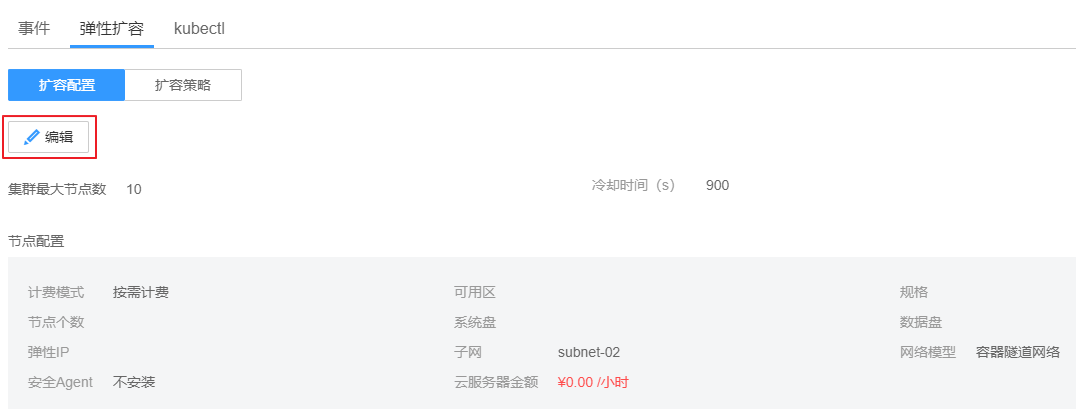 事件 弹性扩容 kubectl
扩容配置 扩容策略
编辑
集群最大节点数 10 冷却时间（s） 900
节点配置
计费模式 按需计费 可用区 规格
节点个数 系统盘 数据盘
弹性IP 子网 subnet-02 网络模型 容器隧道网络
安全Agent 不安装 云服务器金额 ¥0.00 /小时